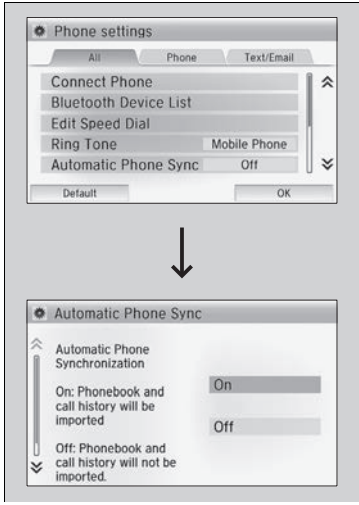 Phone settings
All Phone Text/Email
Connect Phone
Bluetooth Device List
Edit Speed Dial
Ring Tone Mobile Phone
Automatic Phone Sync Off
Default OK
Automatic Phone Sync
Automatic Phone
Synchronization
On: Phonebook and
call history will be
imported
Off: Phonebook and
call history will not be
imported.
On
Off